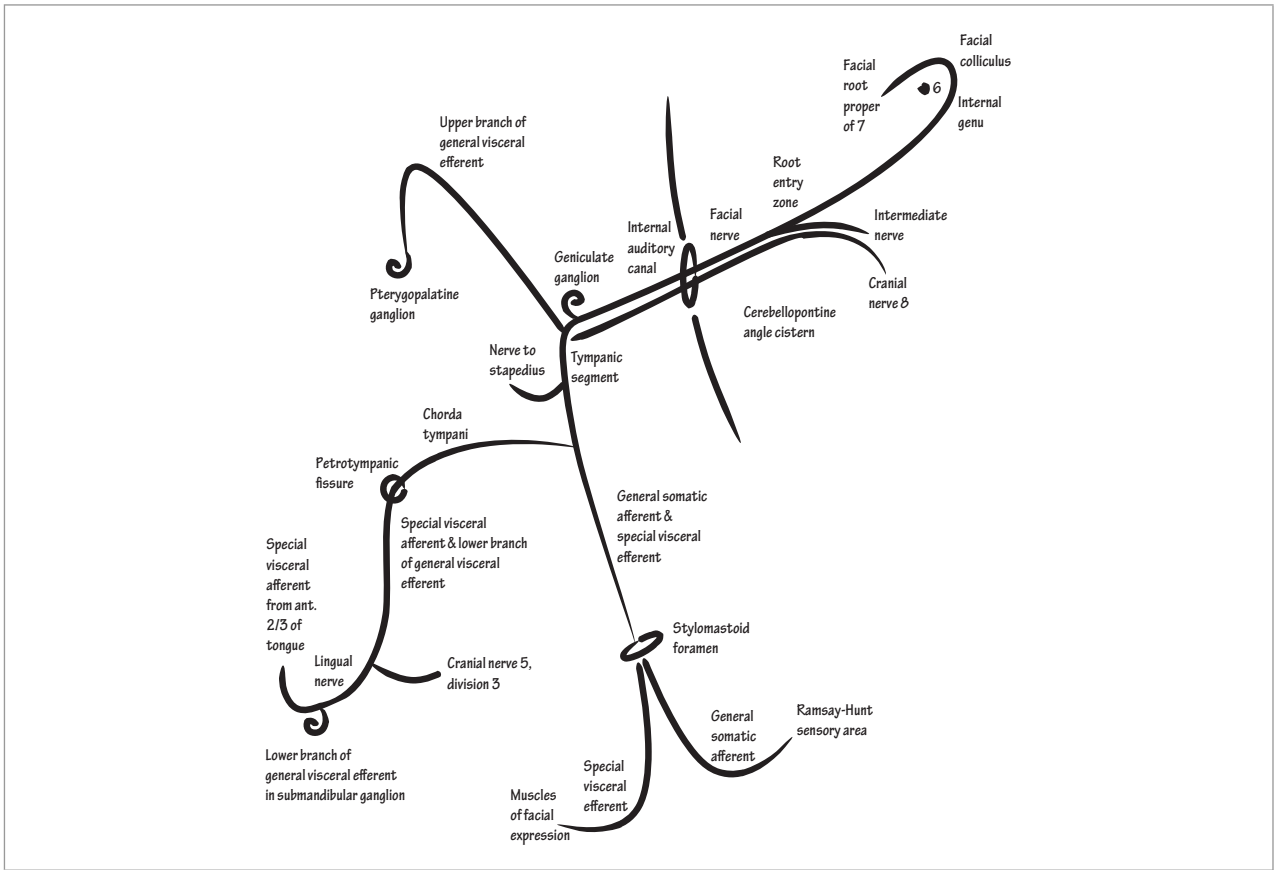 Facial
colliculus
Facial
root
proper
of 7
6
Internal
genu
Upper branch of
general visceral
efferent
Root
entry
zone
Facial
nerve
Intermediate
nerve
Internal
auditory
canal
Geniculate
ganglion
Cranial
nerve 8
Pterygopalatine
ganglion
Cerebellopontine
angle cistern
Nerve to
stapedius
Tympanic
segment
Chorda
tympani
Petrotympanic
fissure
General somatic
afferent &
special visceral
efferent
Special visceral
afferent & lower branch
of general visceral
efferent
Special
visceral
afferent
from ant.
2/3 of
tongue
Stylomastoid
foramen
Lingual
nerve
Cranial nerve 5,
division 3
Ramsay-Hunt
sensory area
General
somatic
afferent
Lower branch of
general visceral efferent
in submandibular ganglion
Special
visceral
efferent
Muscles
of facial
expression